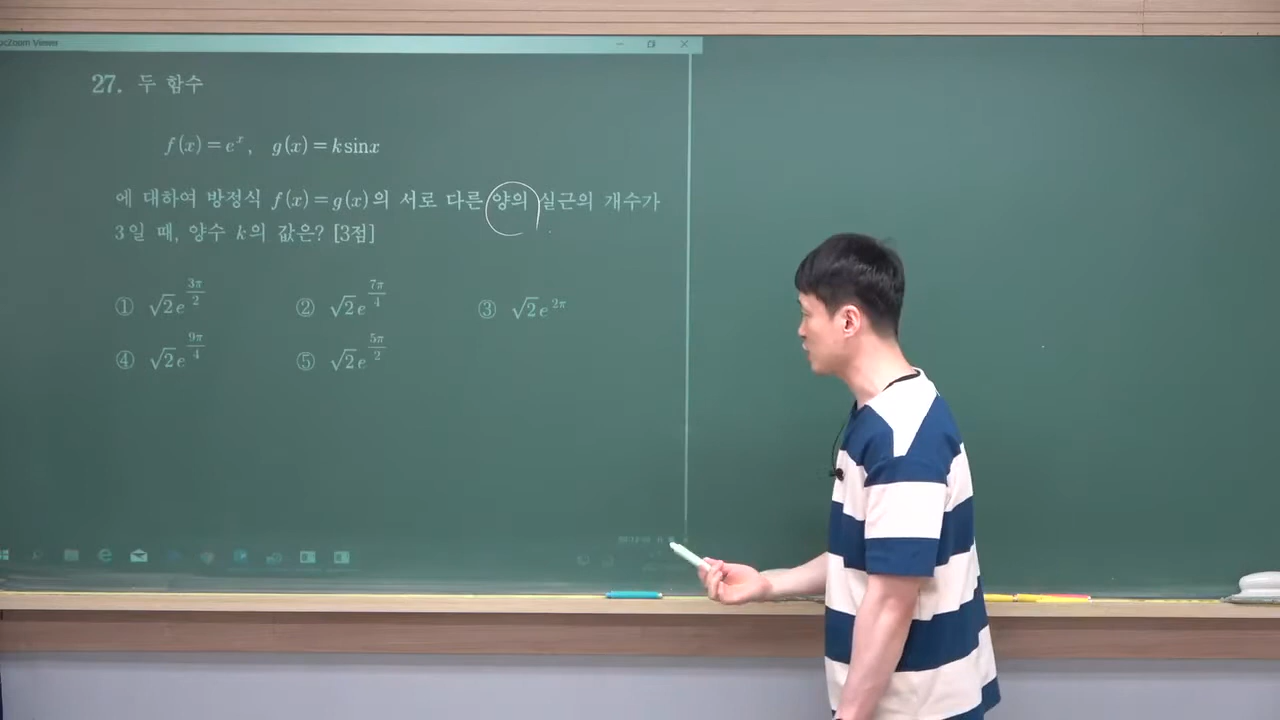 27. 두 함수
f(x)=eˣ, g(x)=k sinx
에 대하여 방정식 f(x)=g(x)의 서로 다른 양의 실근의 개수가
3일 때, 양수 k의 값은? [3점]
① √2e^{3π/2} ② √2e^{7π/4} ③ √2e^{2π}
④ √2e^{9π/4} ⑤ √2e^{5π/2}